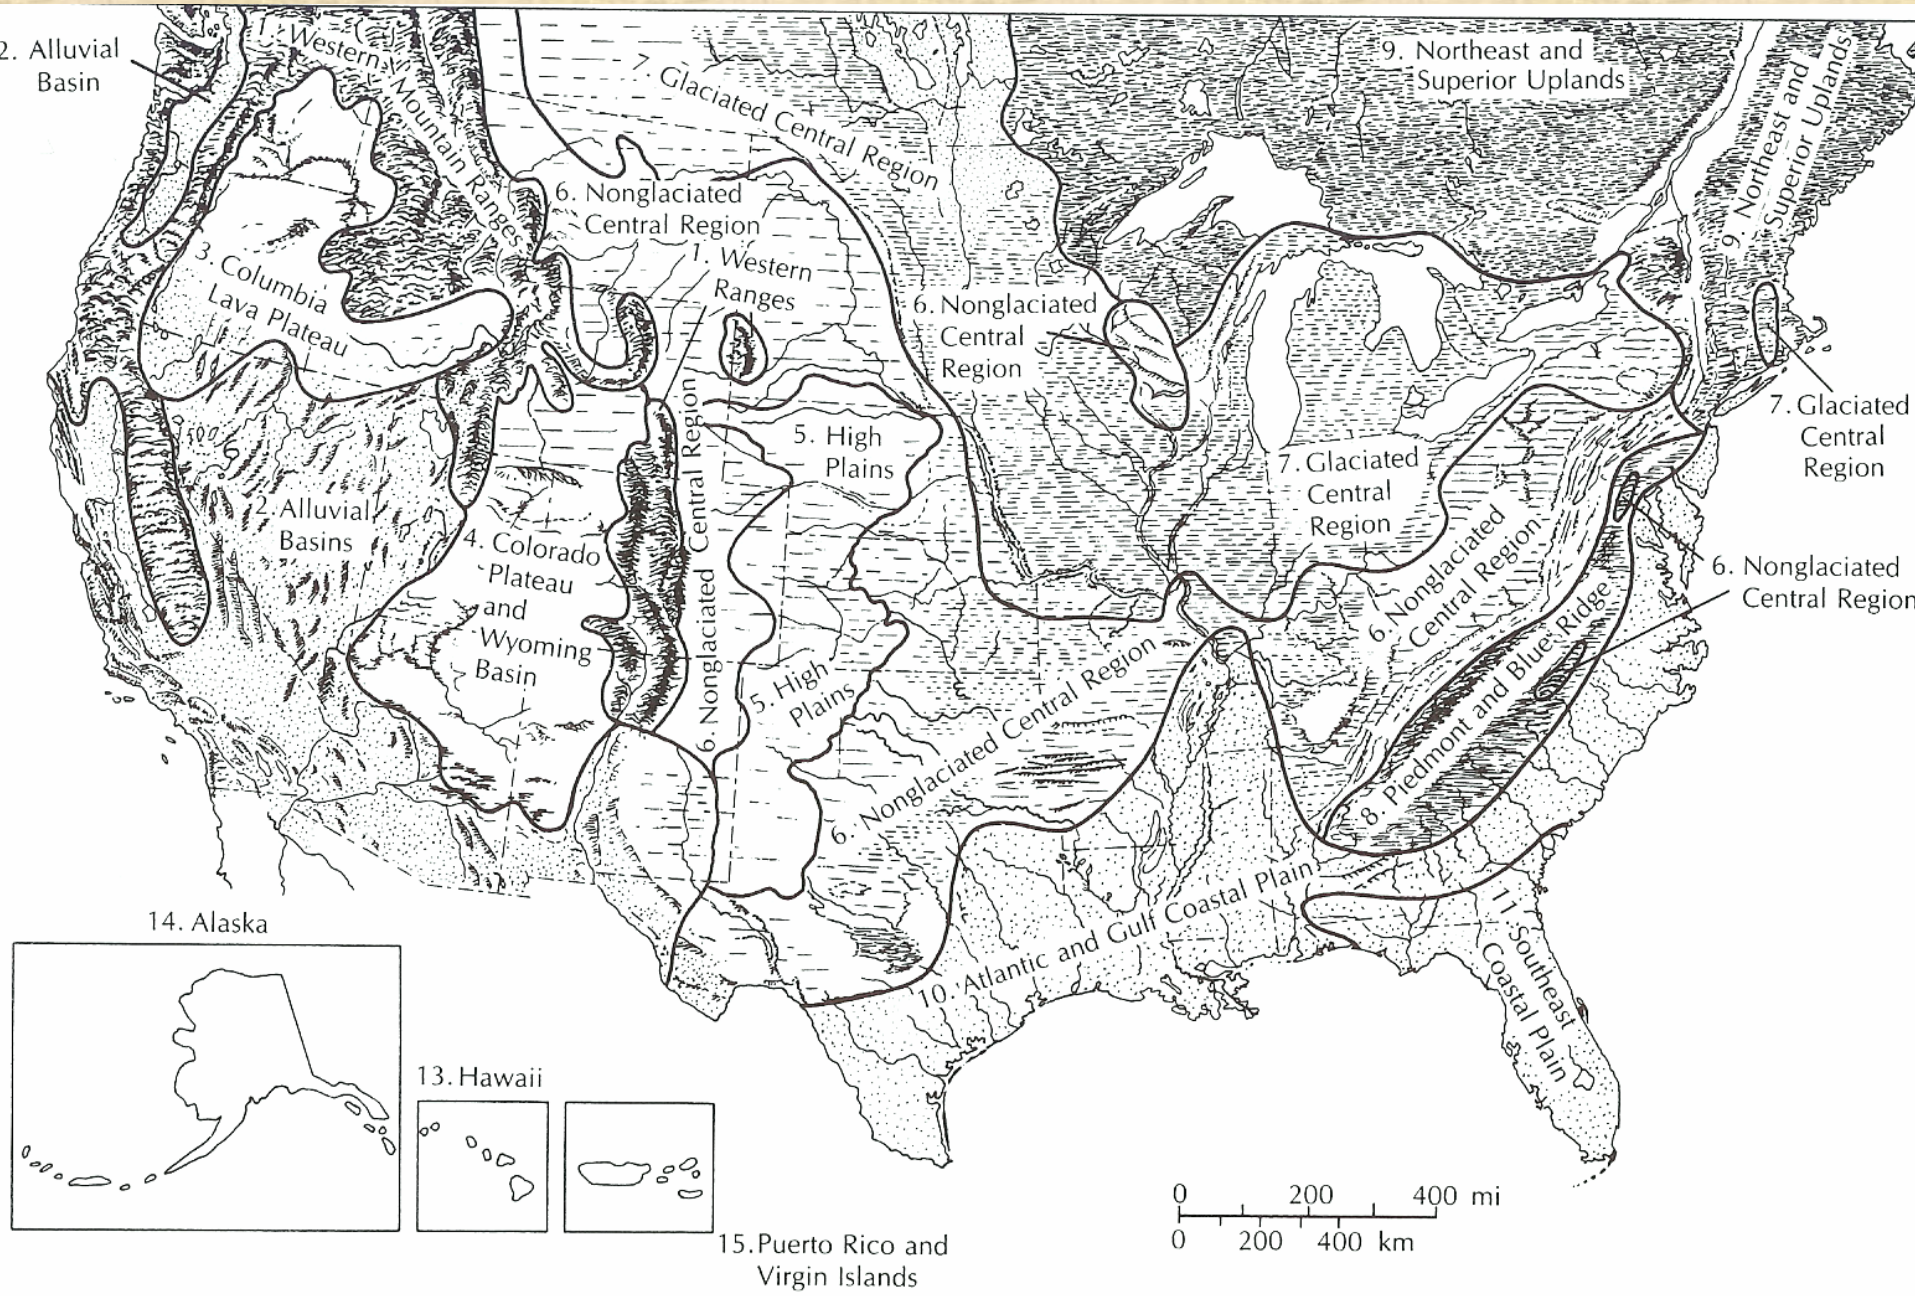 2. Alluvial
Basin
1. Western Mountain Ranges
7. Glaciated Central Region
9. Northeast and
Superior Uplands
9. Northeast and
Superior Uplands
6. Nonglaciated
Central Region
1. Western
Ranges
3. Columbia
Lava Plateau
6. Nonglaciated
Central
Region
7. Glaciated
Central
Region
5. High
Plains
7. Glaciated
Central
Region
2. Alluvial
Basins
4. Colorado
Plateau
and
Wyoming
Basin
6. Nonglaciated Central Region
6. Nonglaciated
Central Region
6. Nonglaciated
Central Region
5. High
Plains
6. Nonglaciated Central Region
8. Piedmont and Blue Ridge
10. Atlantic and Gulf Coastal Plain
11. Southeast
Coastal Plain
14. Alaska
13. Hawaii
15. Puerto Rico and
Virgin Islands
0 200 400 mi
0 200 400 km